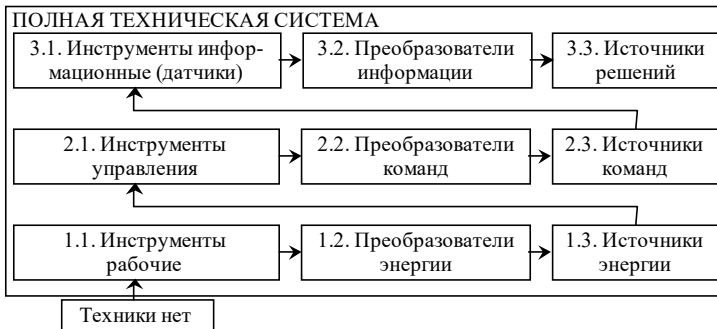 ПОЛНАЯ ТЕХНИЧЕСКАЯ СИСТЕМА
3.1. Инструменты инфор-
мационные (датчики)
3.2. Преобразователи
информации
3.3. Источники
решений
2.1. Инструменты
управления
2.2. Преобразователи
команд
2.3. Источники
команд
1.1. Инструменты
рабочие
1.2. Преобразователи
энергии
1.3. Источники
энергии
Техники нет